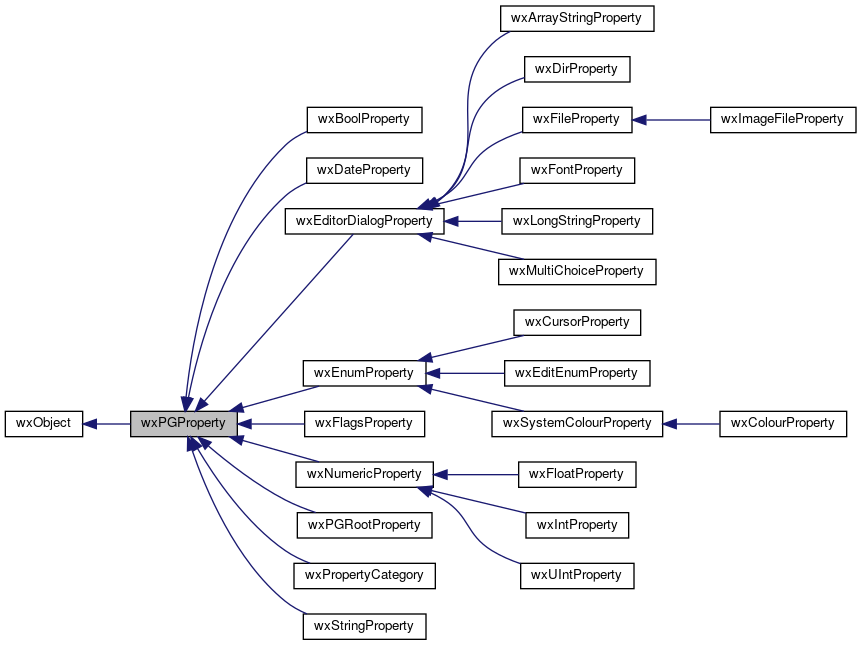 wxArrayStringProperty
wxDirProperty
wxBoolProperty
wxFileProperty
wxImageFileProperty
wxDateProperty
wxFontProperty
wxEditorDialogProperty
wxLongStringProperty
wxMultiChoiceProperty
wxCursorProperty
wxEnumProperty
wxEditEnumProperty
wxObject
wxPGProperty
wxFlagsProperty
wxSystemColourProperty
wxColourProperty
wxNumericProperty
wxFloatProperty
wxPGRootProperty
wxIntProperty
wxPropertyCategory
wxUIntProperty
wxStringProperty